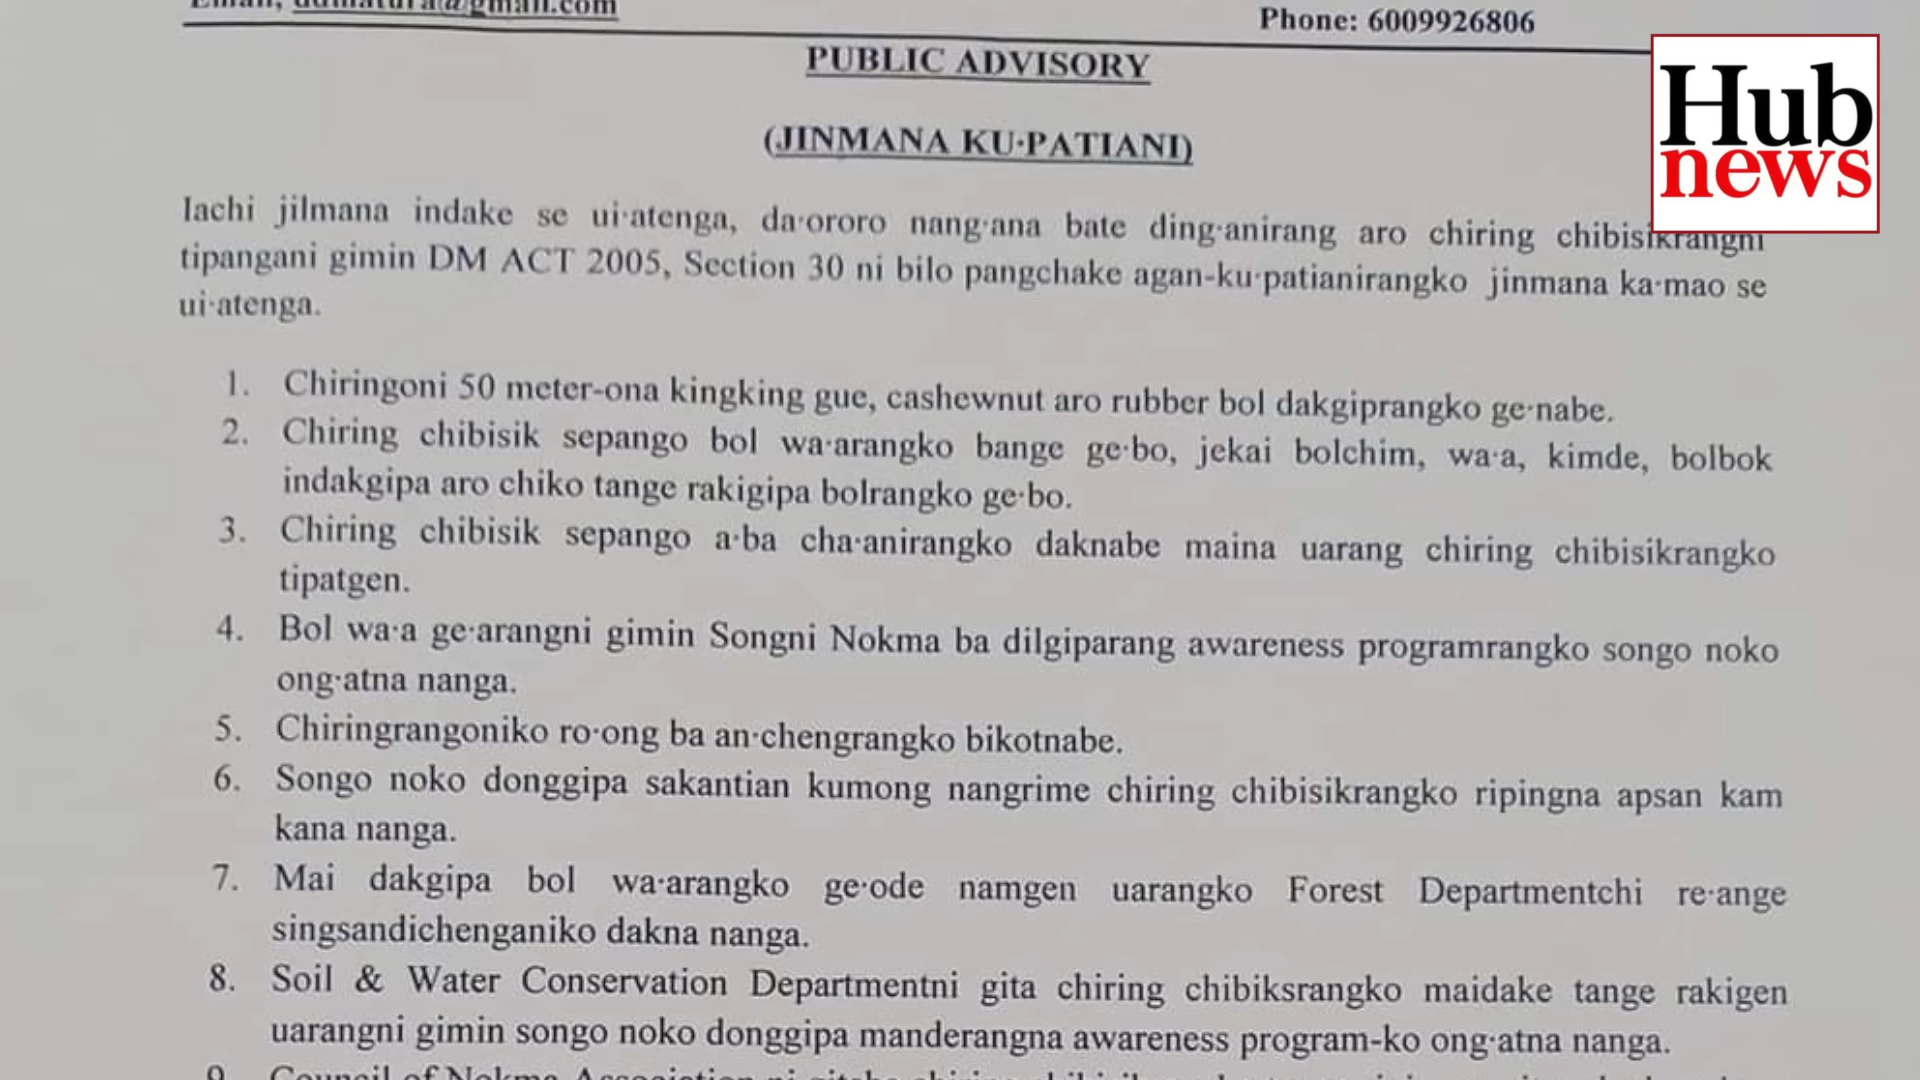 Phone: 6009926806
PUBLIC ADVISORY
(JINMANA KU·PATIANI)
Hub
news
Iachi jilmana indake se ui·atenga, da·ororo nang·ana bate ding·anirang aro chiring chibisikrangni
tipangani gimin DM ACT 2005, Section 30 ni bilo pangchake agan-ku·patianirangko jinmana ka·mao se
ui·atenga.
1. Chiringoni 50 meter-ona kingking gue, cashewnut aro rubber bol dakgiprangko ge·nabe.
2. Chiring chibisik sepango bol wa·arangko bange ge·bo, jekai bolchim, wa·a, kimde, bolbok
indakgipa aro chiko tange rakigipa bolrangko ge·bo.
3. Chiring chibisik sepango a·ba cha·anirangko daknabe maina uarang chiring chibisikrangko
tipatgen.
4. Bol wa·a ge·arangni gimin Songni Nokma ba dilgiparang awareness programrangko songo noko
ong·atna nanga.
5. Chiringrangoniko ro·ong ba an·chengrangko bikotnabe.
6. Songo noko donggipa sakantian kumong nangrime chiring chibisikrangko ripingna apsan kam
kana nanga.
7. Mai dakgipa bol wa·arangko ge·ode namgen uarangko Forest Departmentchi re·ange
singsandichenganiko dakna nanga.
8. Soil & Water Conservation Departmentni gita chiring chibiksrangko maidake tange rakigen
uarangni gimin songo noko donggipa manderangna awareness program-ko ong·atna nanga.
9. Council of Nokma Association ni